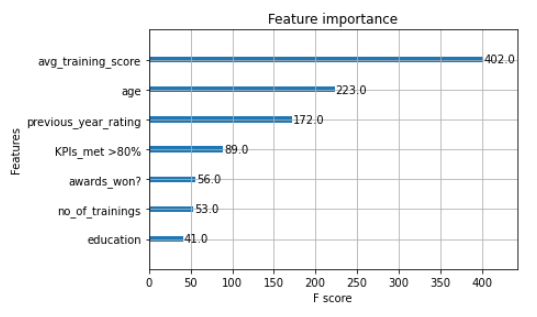 Feature importance
Features
avg_training_score 402.0
age 223.0
previous_year_rating 172.0
KPIs_met >80% 89.0
awards_won? 56.0
no_of_trainings 53.0
education 41.0
0 50 100 150 200 250 300 350 400
F score